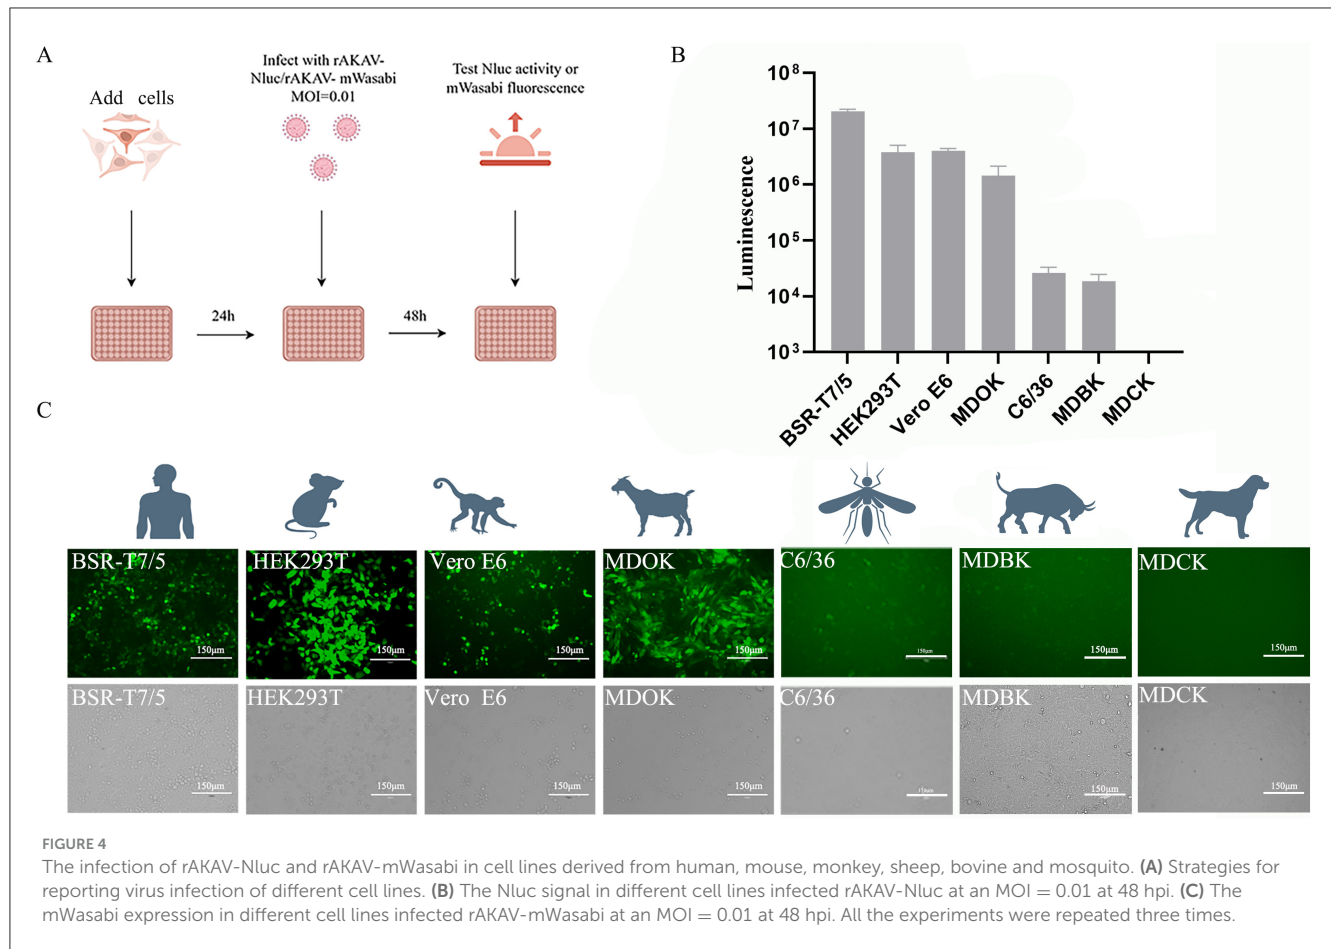 A
Add cells
Infect with rAKAV-
Nluc/rAKAV- mWasabi
MOI=0.01
Test Nluc activity or
mWasabi fluorescence
24h
48h
B
Luminescence
10⁸
10⁷
10⁶
10⁵
10⁴
10³
BSR-T7/5
HEK293T
Vero E6
MDOK
C6/36
MDBK
MDCK
C
BSR-T7/5 HEK293T Vero E6 MDOK C6/36 MDBK MDCK
150μm 150μm 150μm 150μm 150μm 150μm 150μm
BSR-T7/5 HEK293T Vero E6 MDOK C6/36 MDBK MDCK
150μm 150μm 150μm 150μm 150μm 150μm 150μm
FIGURE 4
The infection of rAKAV-Nluc and rAKAV-mWasabi in cell lines derived from human, mouse, monkey, sheep, bovine and mosquito. (A) Strategies for
reporting virus infection of different cell lines. (B) The Nluc signal in different cell lines infected rAKAV-Nluc at an MOI = 0.01 at 48 hpi. (C) The
mWasabi expression in different cell lines infected rAKAV-mWasabi at an MOI = 0.01 at 48 hpi. All the experiments were repeated three times.